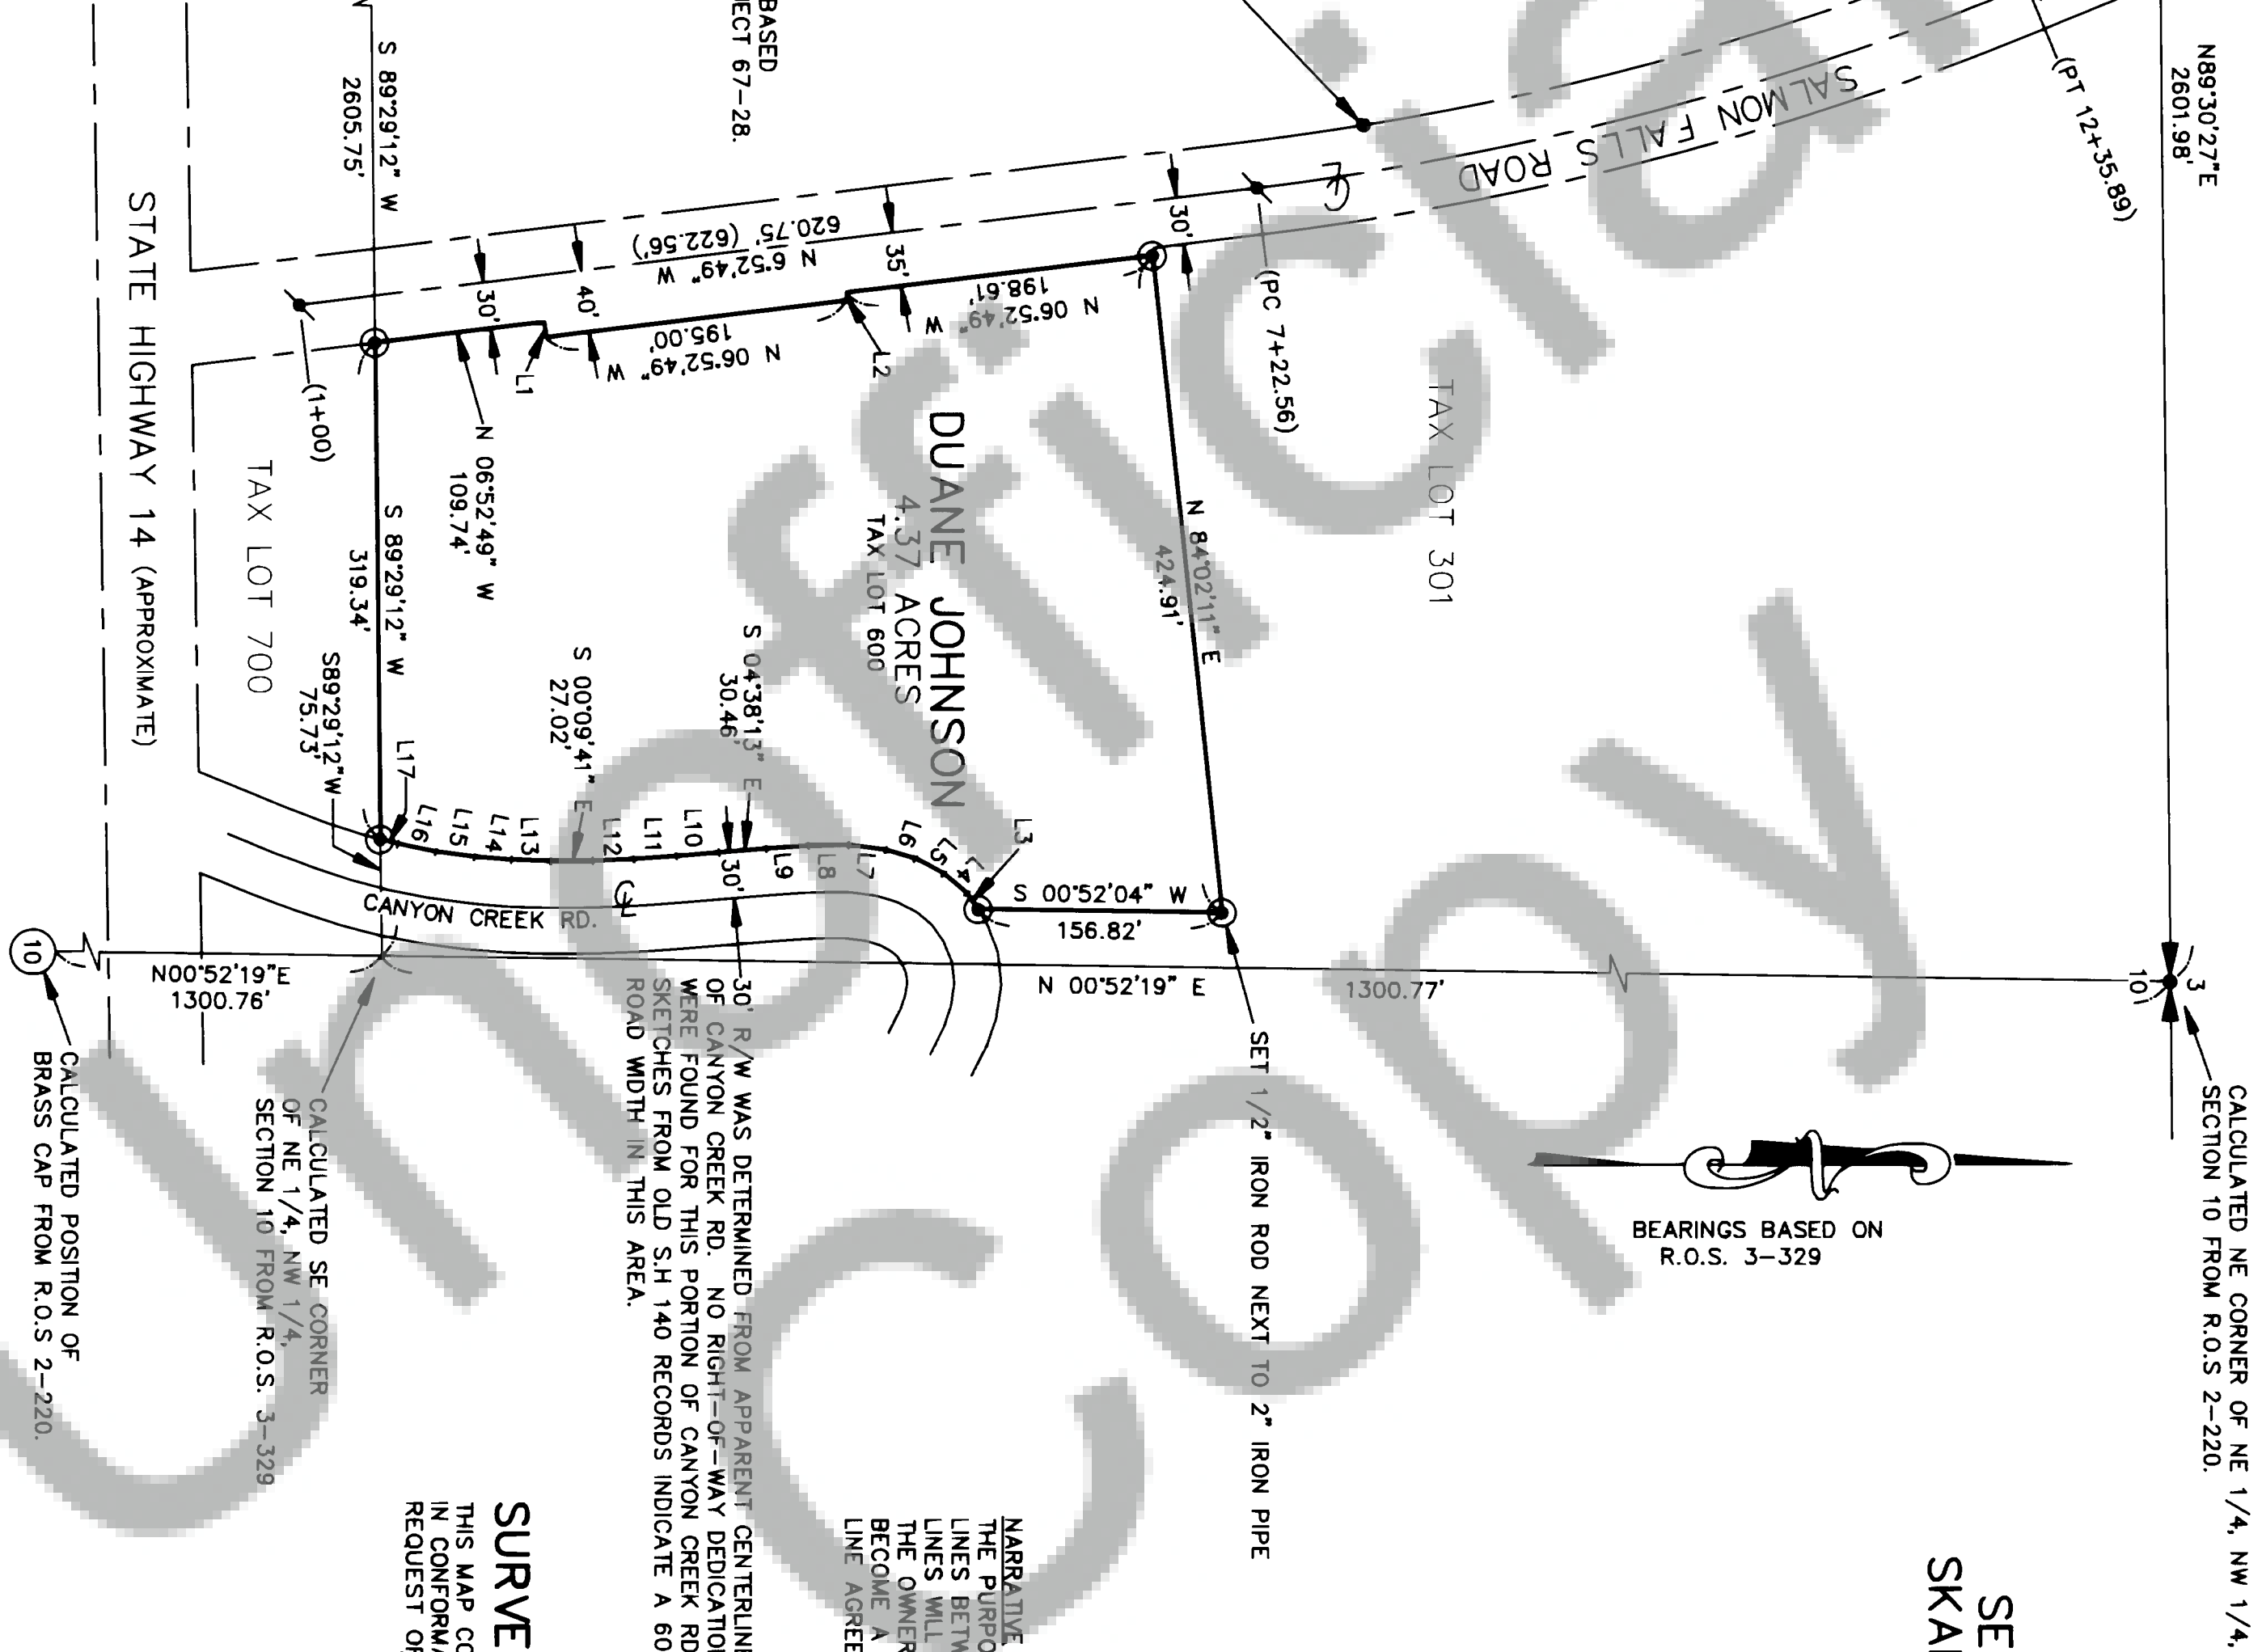 N89°30'27"E
2601.98'
(PT 12+35.89)
SALMON FALLS ROAD
BASED
JECT 67-28.
S 89°29'12" W
2605.75'
STATE HIGHWAY 14 (APPROXIMATE)
30'
35'
40'
30'
N 6°52'49" W
620.75' (622.56')
(PC 7+22.56)
(1+00)
N 06°52'49" W
198.61'
N 06°52'49" W
195.00'
N 06°52'49" W
109.74'
L1
L2
TAX LOT 301
TAX LOT 700
DUANE JOHNSON
4.37 ACRES
TAX LOT 600
N 84°02'11" E
424.91'
S 89°29'12" W
319.34'
S89°29'12"W
75.73'
S 00°09'41" E
27.02'
S 04°38'13" E
30.46'
L3
L4
L5
L6
L7
L8
L9
L10
L11
L12
L13
L14
L15
L16
L17
30'
S 00°52'04" W
156.82'
CANYON CREEK RD.
N00°52'19"E
1300.76'
N 00°52'19" E
1300.77'
10
3
10
CALCULATED NE CORNER OF NE 1/4, NW 1/4,
SECTION 10 FROM R.O.S 2-220.
SET 1/2" IRON ROD NEXT TO 2" IRON PIPE
30' R/W WAS DETERMINED FROM APPARENT CENTERLINE
OF CANYON CREEK RD. NO RIGHT-OF-WAY DEDICATION
WERE FOUND FOR THIS PORTION OF CANYON CREEK RD
SKETCHES FROM OLD S.H 140 RECORDS INDICATE A 60
ROAD WIDTH IN THIS AREA.
CALCULATED SE CORNER
OF NE 1/4, NW 1/4,
SECTION 10 FROM R.O.S. 3-329
CALCULATED POSITION OF
BRASS CAP FROM R.O.S 2-220.
BEARINGS BASED ON
R.O.S. 3-329
SE
SKA
NARRATIVE
THE PURPO
LINES BETW
LINES WILL
THE OWNER
BECOME A
LINE AGREE
SURVE
THIS MAP CO
IN CONFORMA
REQUEST OF
Unofficial
Copy